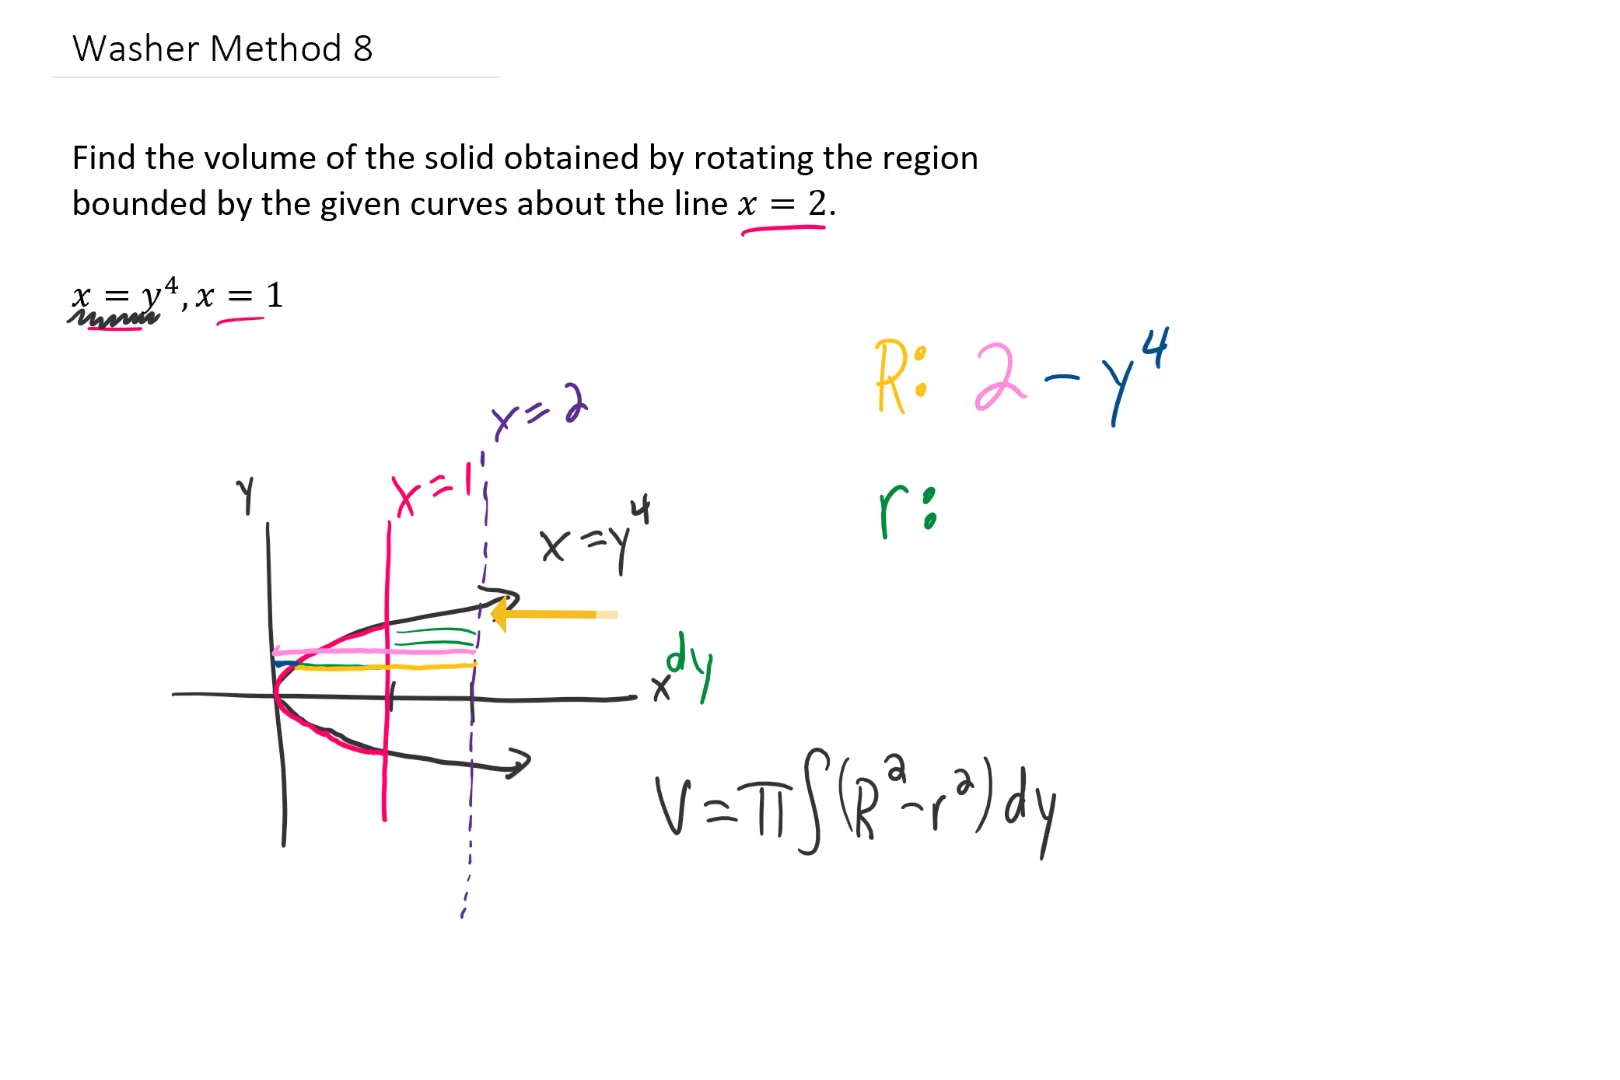 Washer Method 8
Find the volume of the solid obtained by rotating the region
bounded by the given curves about the line x = 2.
x = y⁴, x = 1
R: 2 - y⁴
r:
x=2
x=1
y
x=y⁴
dy
x
V=π∫(R²-r²)dy